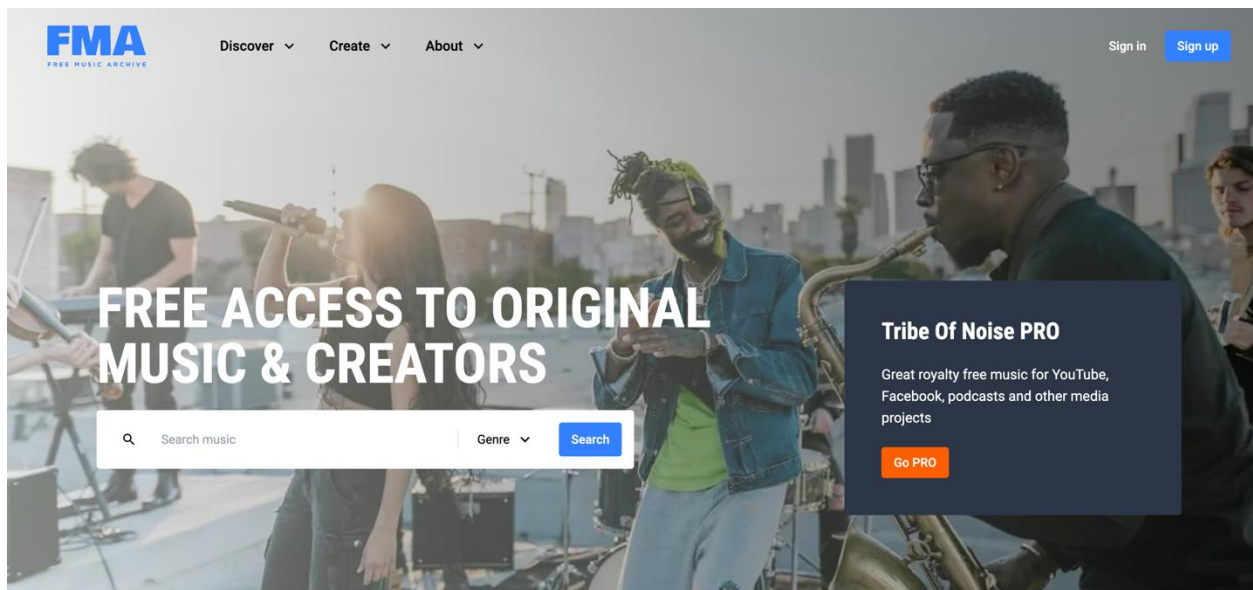 FMA
FREE MUSIC ARCHIVE
Discover
Create
About
Sign in
Sign up
FREE ACCESS TO ORIGINAL
MUSIC & CREATORS
Search music
Genre
Search
Tribe Of Noise PRO
Great royalty free music for YouTube,
Facebook, podcasts and other media
projects
Go PRO